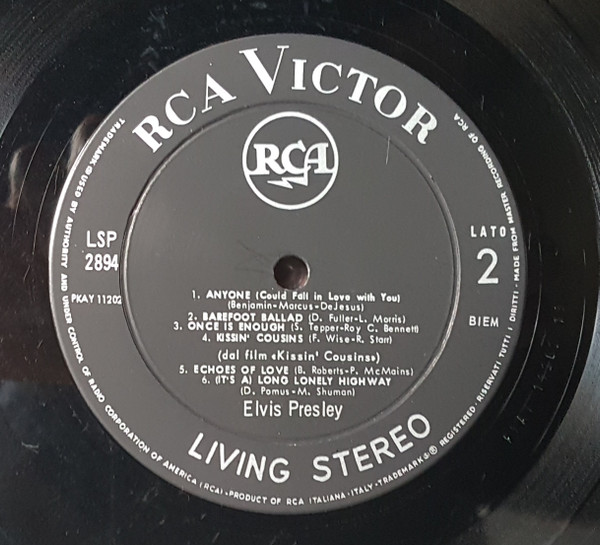 RCA VICTOR
RCA
TRADEMARK ® USED BY AUTHORITY AND UNDER CONTROL OF RADIO CORPORATION OF AMERICA (RCA)-PRODUCT OF RCA ITALIANA-ITALY-TRADEMARK(S)® REGISTERED-RISERVATI TUTTI I DIRITTI-MADE FROM MASTER RECORDING OF RCA
LSP
2894
PKAY 11202
LATO
2
BIEM
1. ANYONE (Could Fall in Love with You)
(Benjamin-Marcus-DeJesus)
2. BAREFOOT BALLAD (D. Fuller-L. Morris)
3. ONCE IS ENOUGH (S. Tepper-Roy C. Bennett)
4. KISSIN' COUSINS (F. Wise-R. Starr)
(dal film «Kissin' Cousins»)
5. ECHOES OF LOVE (B. Roberts-P. McMains)
6. (IT'S A) LONG LONELY HIGHWAY
(D. Pomus-M. Shuman)
Elvis Presley
LIVING STEREO